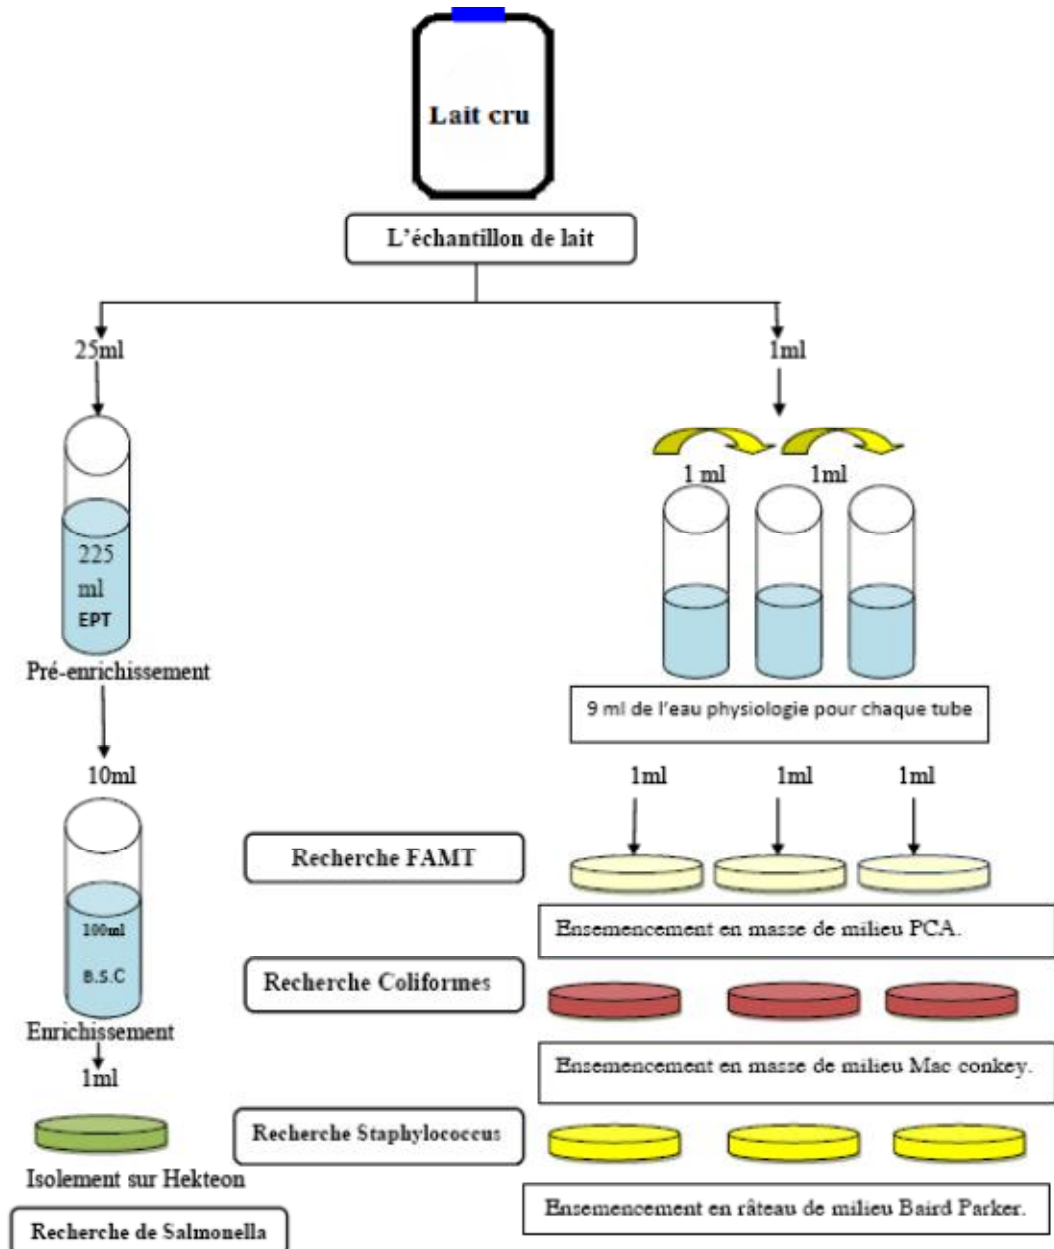 Lait cru
L'échantillon de lait
25ml
1ml
1 ml
1ml
225
ml
EPT
Pré-enrichissement
9 ml de l'eau physiologie pour chaque tube
10ml
1ml
1ml
1ml
Recherche FAMT
100ml
B.S.C
Ensemencement en masse de milieu PCA.
Recherche Coliformes
Enrichissement
1ml
Ensemencement en masse de milieu Mac conkey.
Recherche Staphylococcus
Isolement sur Hekteon
Ensemencement en râteau de milieu Baird Parker.
Recherche de Salmonella